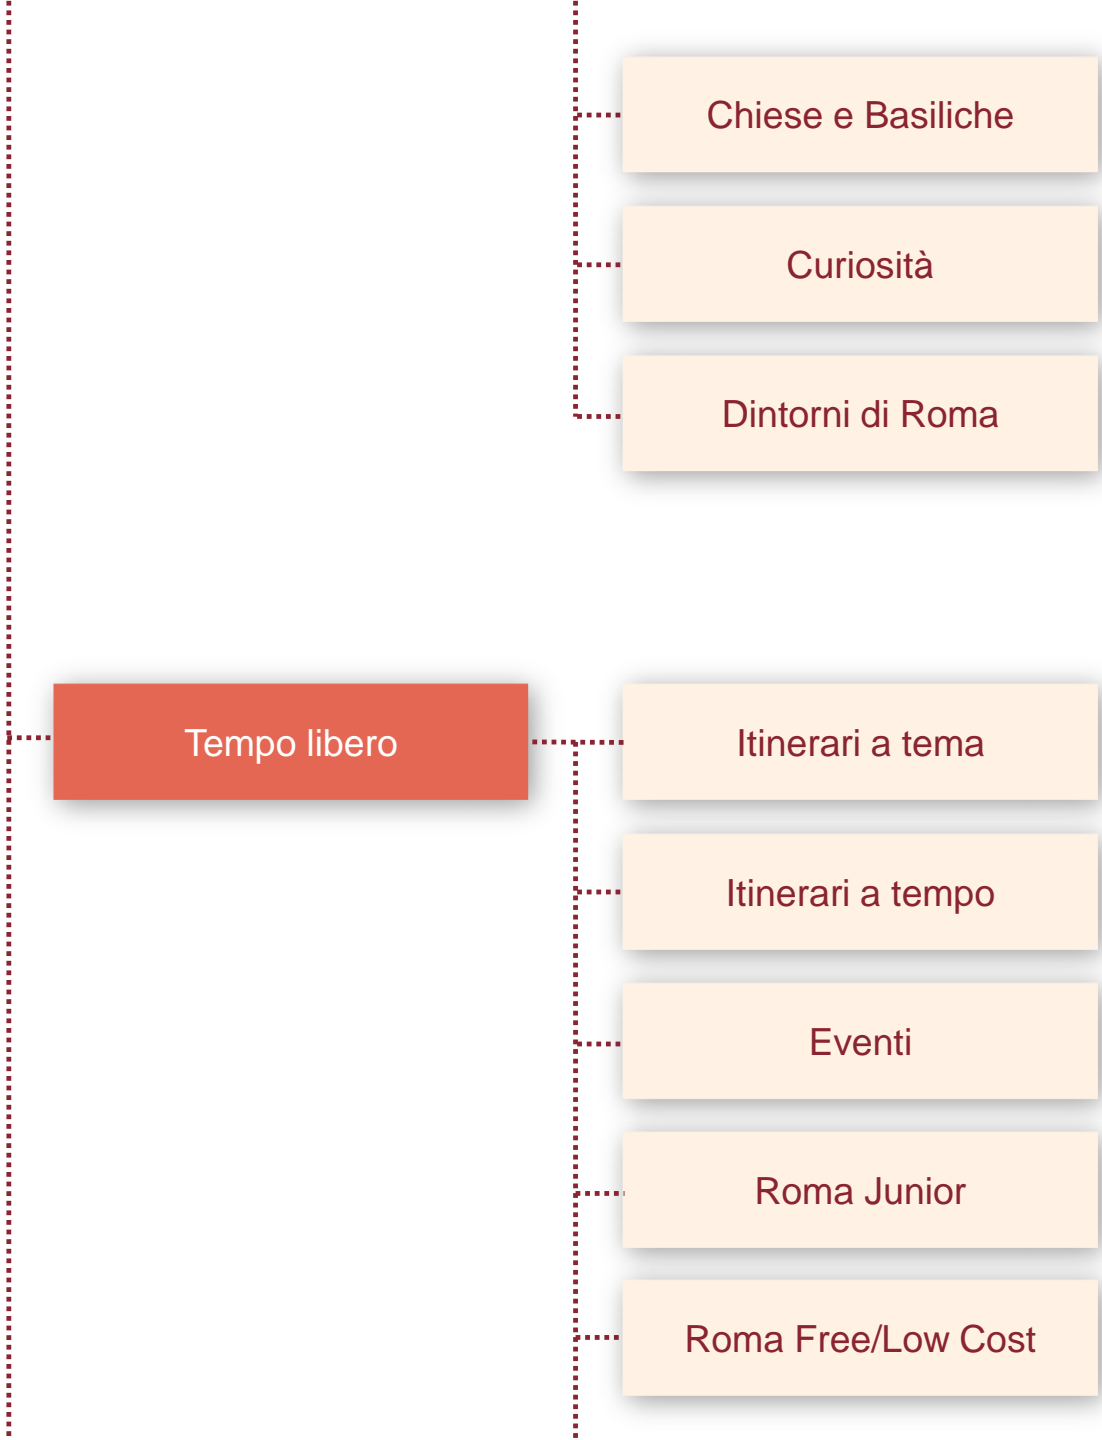 Chiese e Basiliche
Curiosità
Dintorni di Roma
Tempo libero
Itinerari a tema
Itinerari a tempo
Eventi
Roma Junior
Roma Free/Low Cost